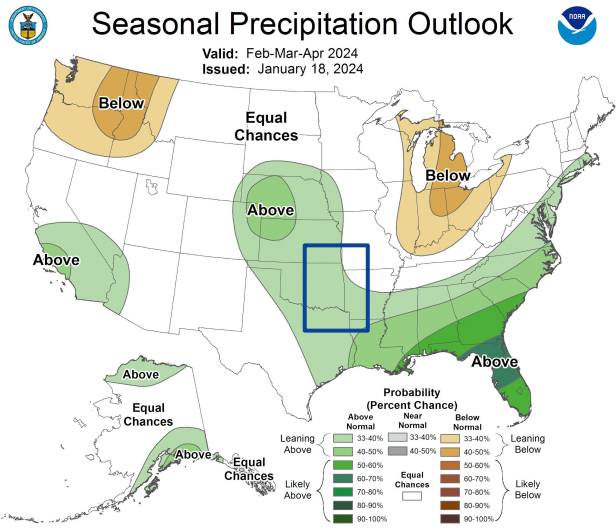 Seasonal Precipitation Outlook
NOAA
Valid: Feb-Mar-Apr 2024
Issued: January 18, 2024
Below
Equal
Chances
Below
Above
Above
Above
Above
Equal
Chances
Above
Equal
Chances
Probability
(Percent Chance)
Above
Normal
Near
Normal
Below
Normal
Leaning
Above
33-40%
40-50%
33-40%
40-50%
33-40%
40-50%
Leaning
Below
Likely
Above
50-60%
60-70%
70-80%
80-90%
90-100%
Equal
Chances
50-60%
60-70%
70-80%
80-90%
90-100%
Likely
Below